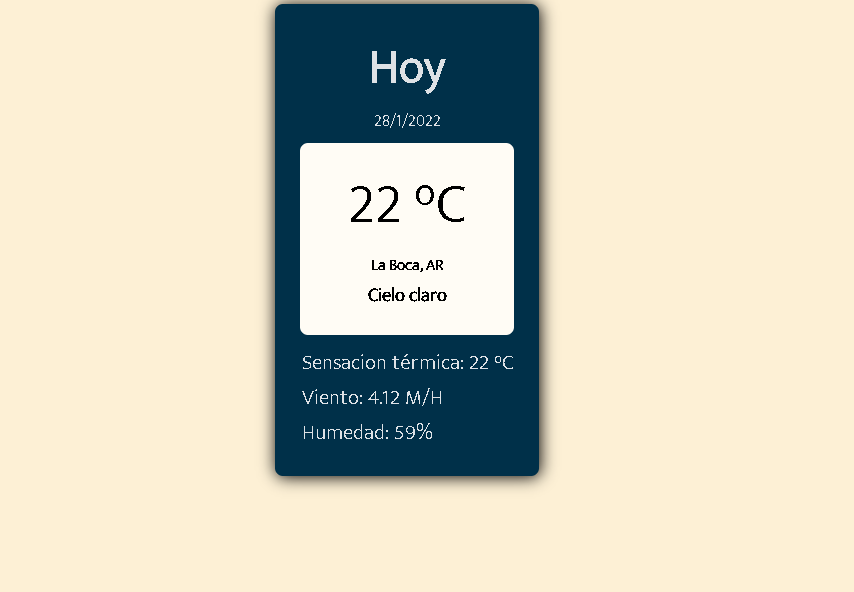 Hoy
28/1/2022
22 ºC
La Boca, AR
Cielo claro
Sensacion térmica: 22 ºC
Viento: 4.12 M/H
Humedad: 59%